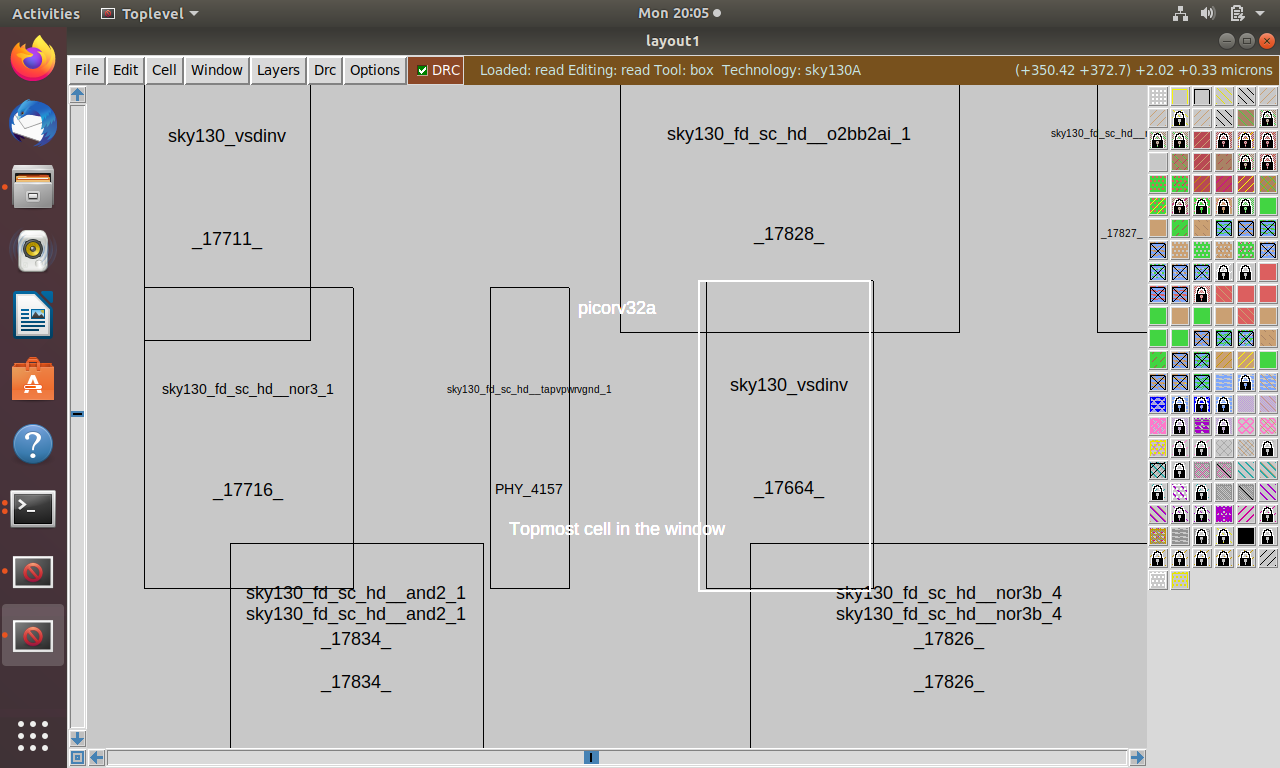 Activities
Toplevel
Mon 20:05
layout1
File Edit Cell Window Layers Drc Options DRC Loaded: read Editing: read Tool: box Technology: sky130A (+350.42 +372.7) +2.02 +0.33 microns
sky130_vsdinv
sky130_fd_sc_hd__o2bb2ai_1
_17711_
_17828_
_17827_
picorv32a
sky130_fd_sc_hd__nor3_1
sky130_fd_sc_hd__tapvpwrvgnd_1
sky130_vsdinv
_17716_
PHY_4157
_17664_
Topmost cell in the window
sky130_fd_sc_hd__and2_1
sky130_fd_sc_hd__and2_1
_17834_
_17834_
sky130_fd_sc_hd__nor3b_4
sky130_fd_sc_hd__nor3b_4
_17826_
_17826_